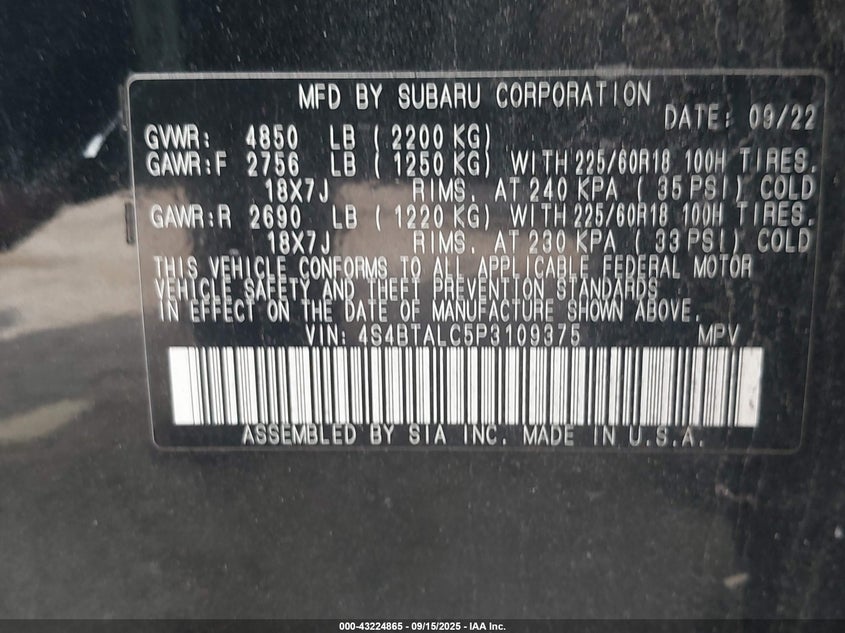 MFD BY SUBARU CORPORATION
DATE: 09/22
GVWR: 4850 LB ( 2200 KG)
GAWR:F 2756 LB ( 1250 KG) WITH 225/60R18 100H TIRES.
18X7J RIMS. AT 240 KPA ( 35 PSI) COLD
GAWR:R 2690 LB ( 1220 KG) WITH 225/60R18 100H TIRES.
18X7J RIMS. AT 230 KPA ( 33 PSI) COLD
THIS VEHICLE CONFORMS TO ALL APPLICABLE FEDERAL MOTOR
VEHICLE SAFETY AND THEFT PREVENTION STANDARDS
IN EFFECT ON THE DATE OF MANUFACTURE SHOWN ABOVE.
VIN: 4S4BTALC5P3109375 MPV
ASSEMBLED BY SIA INC. MADE IN U.S.A.
000-43224865 - 09/15/2025 - IAA Inc.